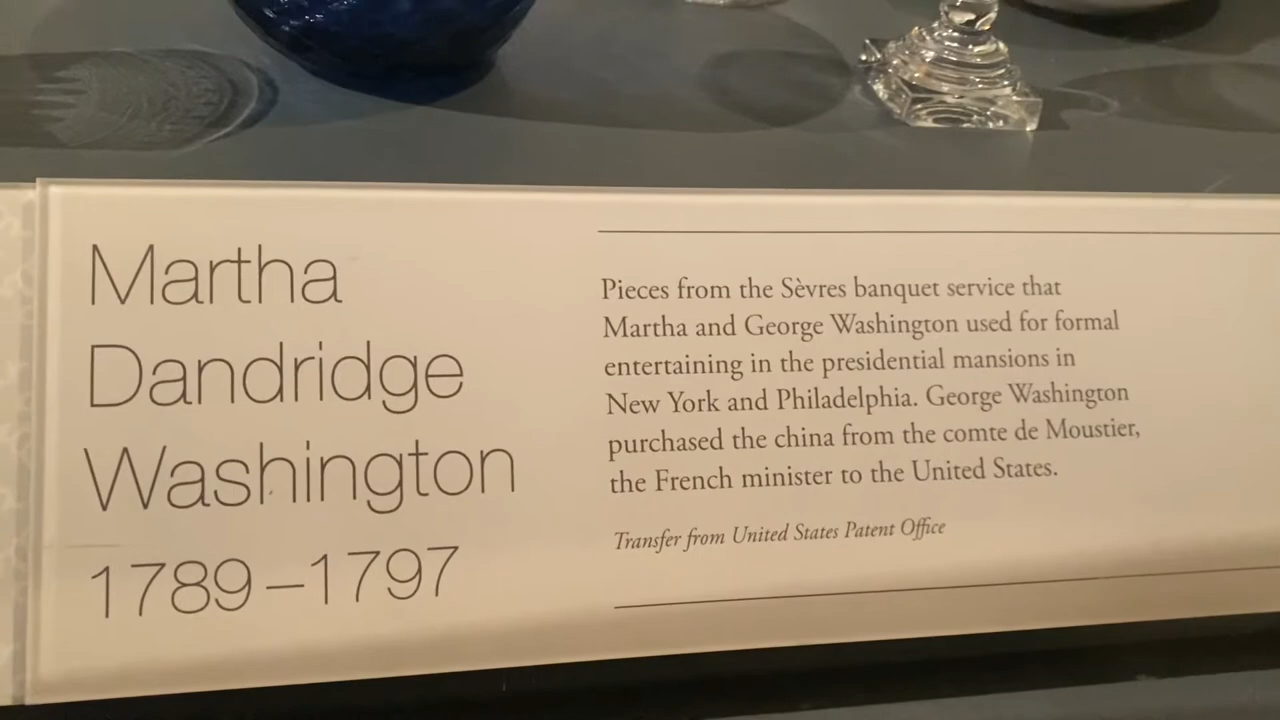 Martha
Dandridge
Washington
1789–1797
Pieces from the Sèvres banquet service that
Martha and George Washington used for formal
entertaining in the presidential mansions in
New York and Philadelphia. George Washington
purchased the china from the comte de Moustier,
the French minister to the United States.
Transfer from United States Patent Office